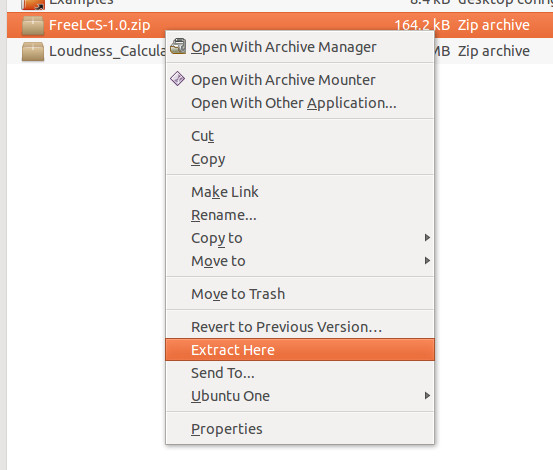 Examples 8.4 kB desktop config
FreeLCS-1.0.zip 164.2 kB Zip archive
Loudness_Calcula MB Zip archive
Open With Archive Manager
Open With Archive Mounter
Open With Other Application...
Cut
Copy
Make Link
Rename...
Copy to
Move to
Move to Trash
Revert to Previous Version...
Extract Here
Send To...
Ubuntu One
Properties